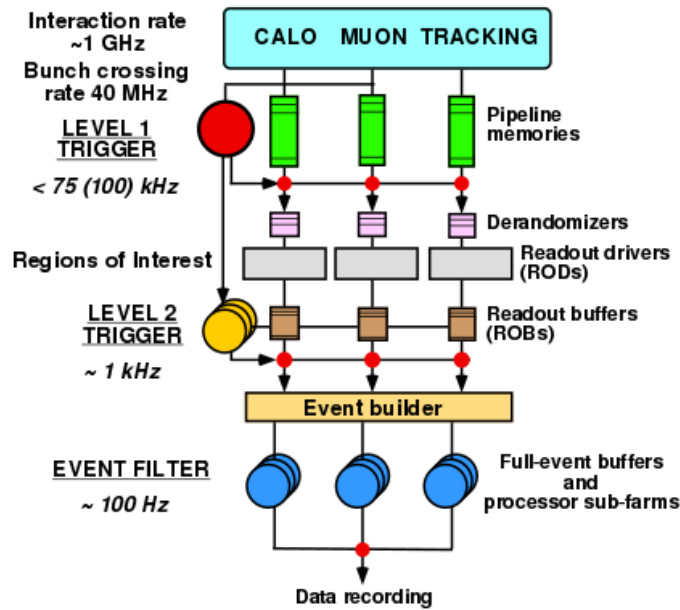 Interaction rate
~1 GHz
CALO MUON TRACKING
Bunch crossing
rate 40 MHz
Pipeline
memories
LEVEL 1
TRIGGER
< 75 (100) kHz
Derandomizers
Readout drivers
(RODs)
Regions of Interest
Readout buffers
(ROBs)
LEVEL 2
TRIGGER
~ 1 kHz
Event builder
EVENT FILTER
~ 100 Hz
Full-event buffers
and
processor sub-farms
Data recording